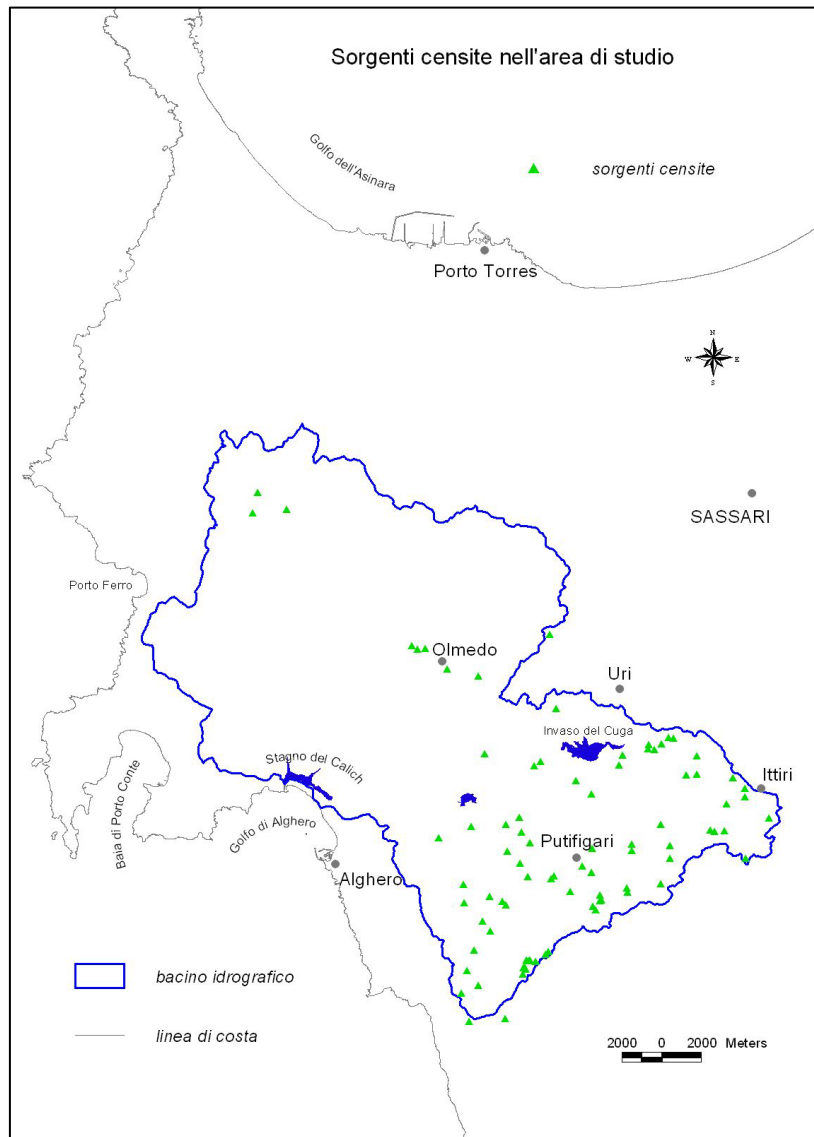 Sorgenti censite nell'area di studio
Golfo dell'Asinara
sorgenti censite
Porto Torres
N
W E
S
SASSARI
Porto Ferro
Olmedo
Uri
Invaso del Cuga
Stagno del Calich
Ittiri
Baia di Porto Conte
Golfo di Alghero
Putifigari
Alghero
bacino idrografico
linea di costa
2000 0 2000 Meters